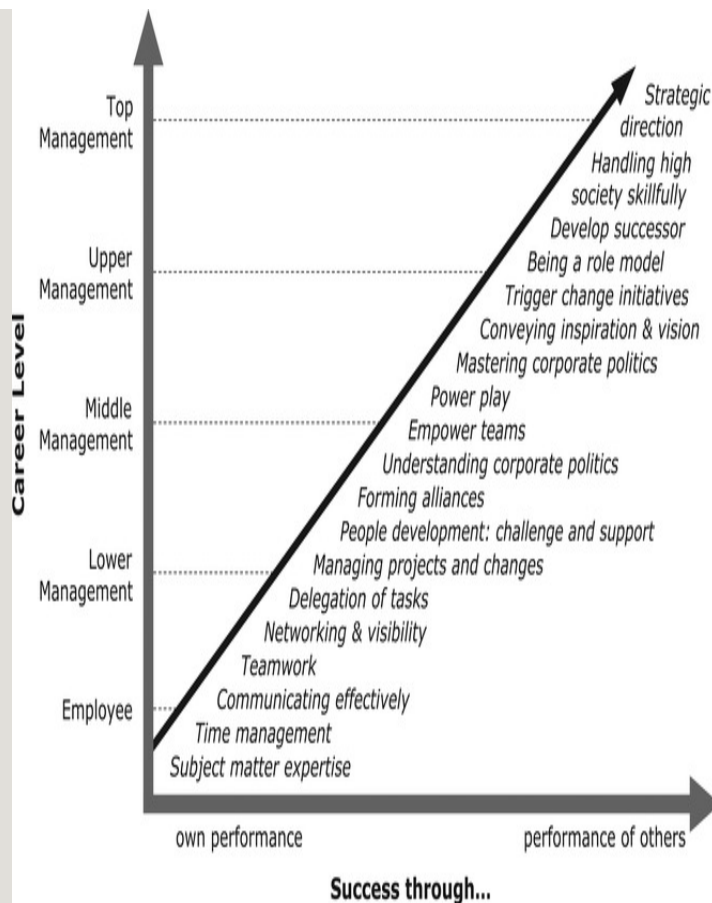 Top
Management
Upper
Management
Middle
Management
Lower
Management
Employee
Career Level
Strategic
direction
Handling high
society skillfully
Develop successor
Being a role model
Trigger change initiatives
Conveying inspiration & vision
Mastering corporate politics
Power play
Empower teams
Understanding corporate politics
Forming alliances
People development: challenge and support
Managing projects and changes
Delegation of tasks
Networking & visibility
Teamwork
Communicating effectively
Time management
Subject matter expertise
own performance
performance of others
Success through...